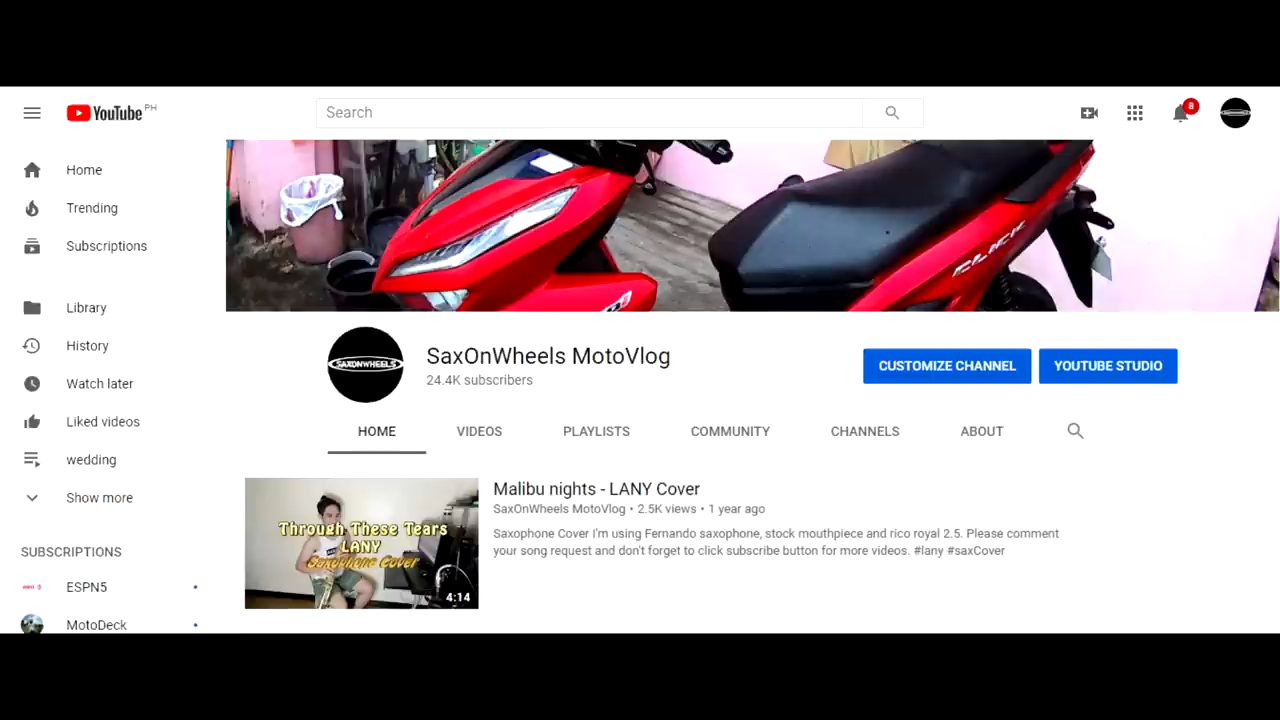 YouTube PH
Search
8
Home
Trending
Subscriptions
Library
History
Watch later
Liked videos
wedding
Show more
SUBSCRIPTIONS
ESPN5
MotoDeck
CLICK
SAXONWHEELS
SaxOnWheels MotoVlog
24.4K subscribers
CUSTOMIZE CHANNEL
YOUTUBE STUDIO
HOME VIDEOS PLAYLISTS COMMUNITY CHANNELS ABOUT
Through These Tears
LANY
Saxophone Cover
4:14
Malibu nights - LANY Cover
SaxOnWheels MotoVlog • 2.5K views • 1 year ago
Saxophone Cover I'm using Fernando saxophone, stock mouthpiece and rico royal 2.5. Please comment
your song request and don't forget to click subscribe button for more videos. #lany #saxCover